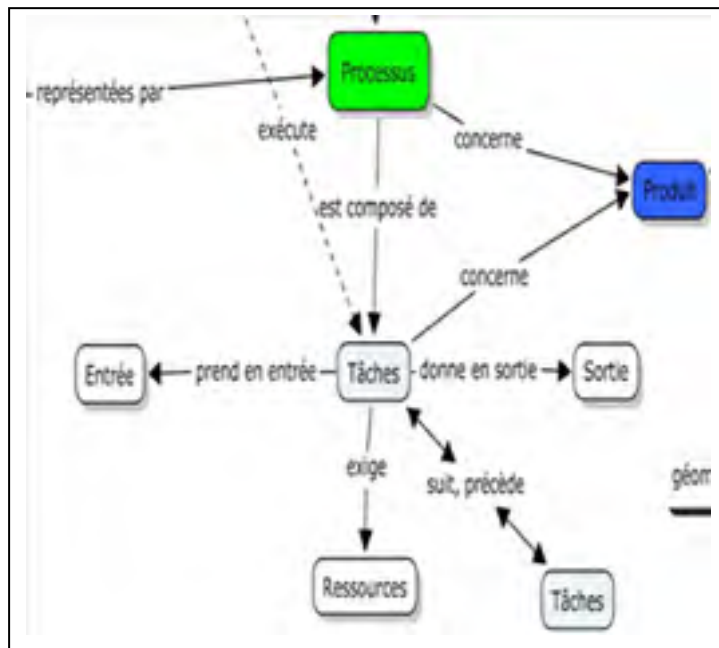 Processus
représentées par
exécute
concerne
Produit
est composé de
concerne
Entrée
prend en entrée
Tâches
donne en sortie
Sortie
exige
suit, précède
géom
Ressources
Tâches